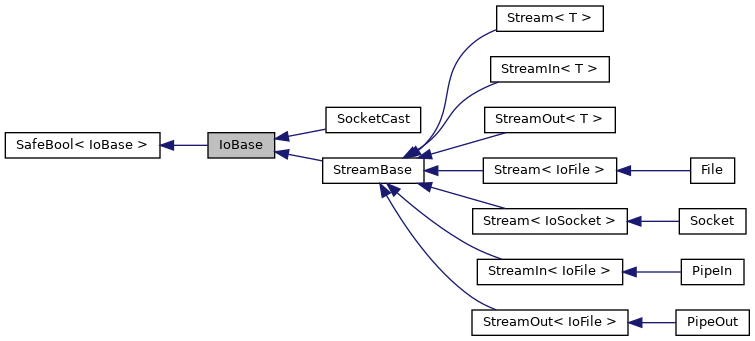 Stream< T >
StreamIn< T >
StreamOut< T >
SocketCast
SafeBool< IoBase >
IoBase
StreamBase
Stream< IoFile >
File
Stream< IoSocket >
Socket
StreamIn< IoFile >
PipeIn
StreamOut< IoFile >
PipeOut